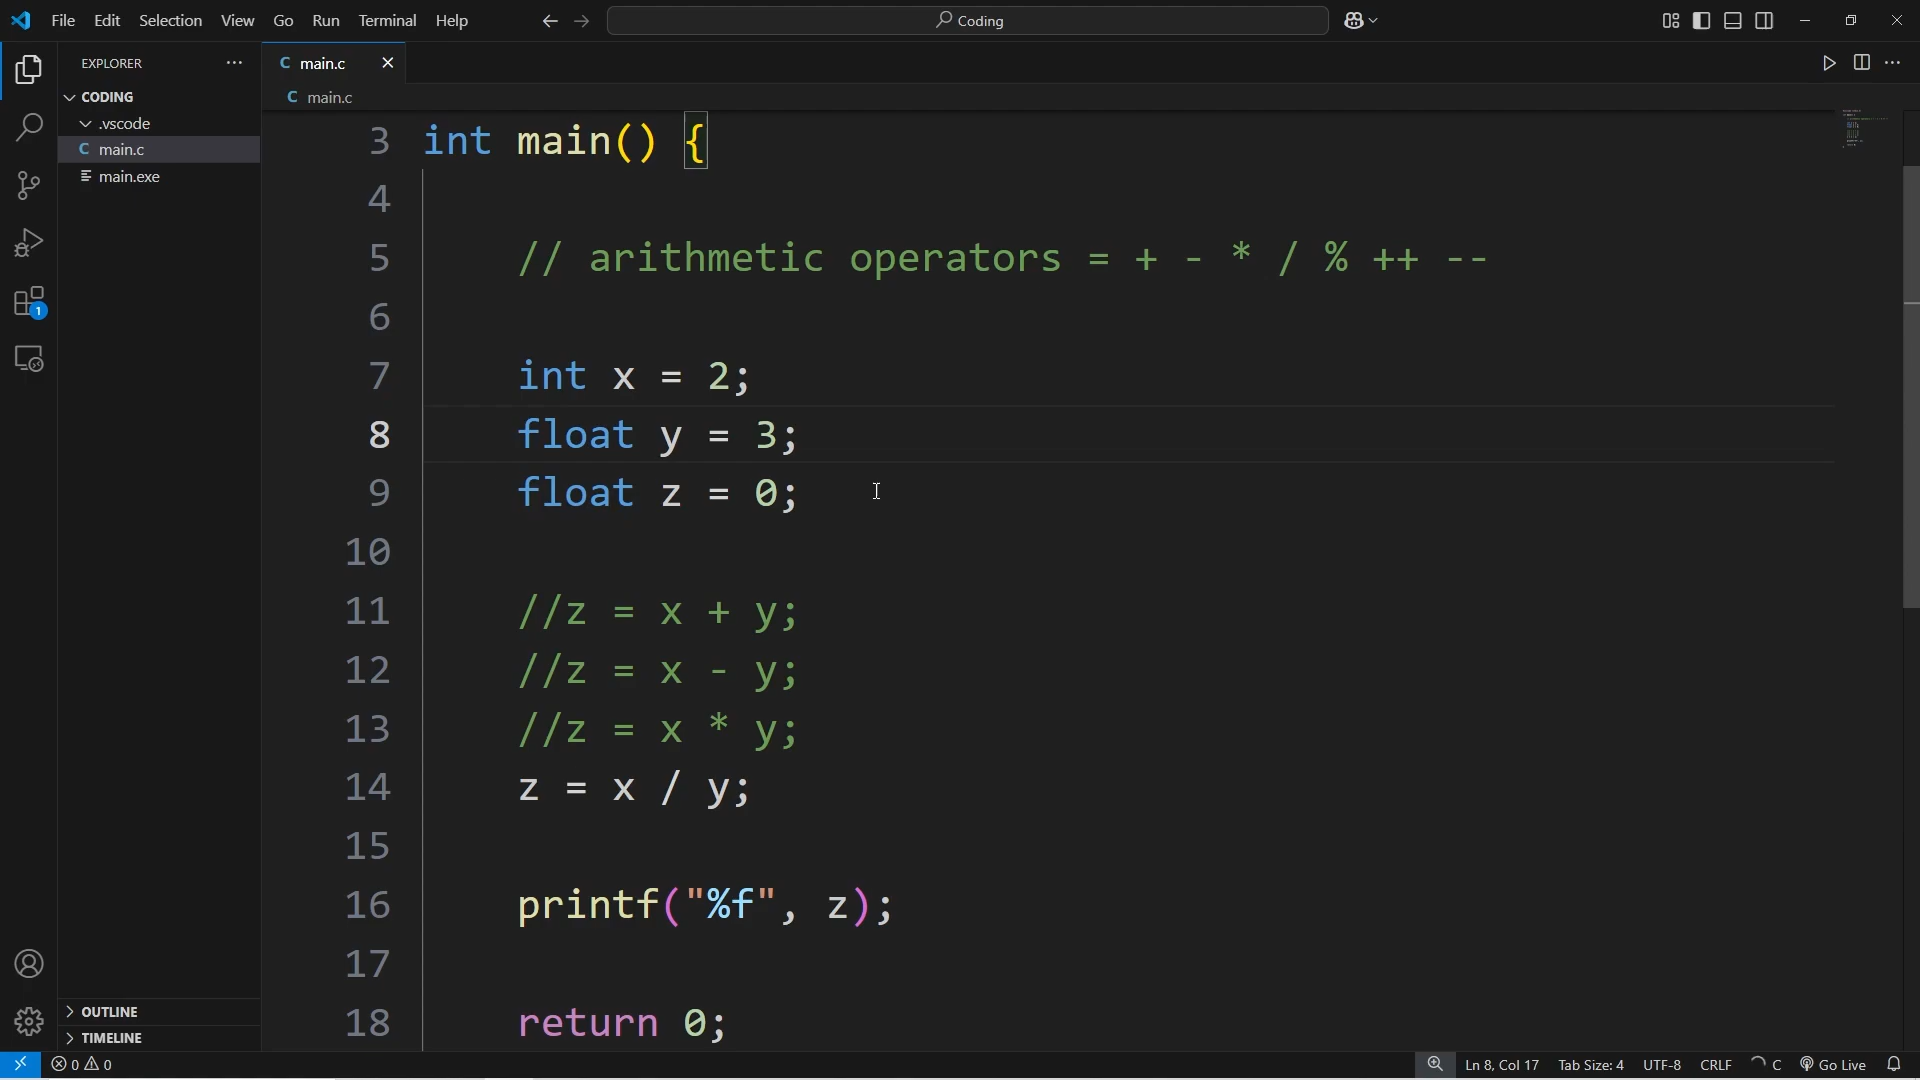 File Edit Selection View Go Run Terminal Help
Coding
EXPLORER
CODING
.vscode
C main.c
main.exe
OUTLINE
TIMELINE
C main.c
C main.c
3 int main() {
4
5 // arithmetic operators = + - * / % ++ --
6
7 int x = 2;
8 float y = 3;
9 float z = 0;
10
11 //z = x + y;
12 //z = x - y;
13 //z = x * y;
14 z = x / y;
15
16 printf("%f", z);
17
18 return 0;
1
0 0
Ln 8, Col 17 Tab Size: 4 UTF-8 CRLF C Go Live